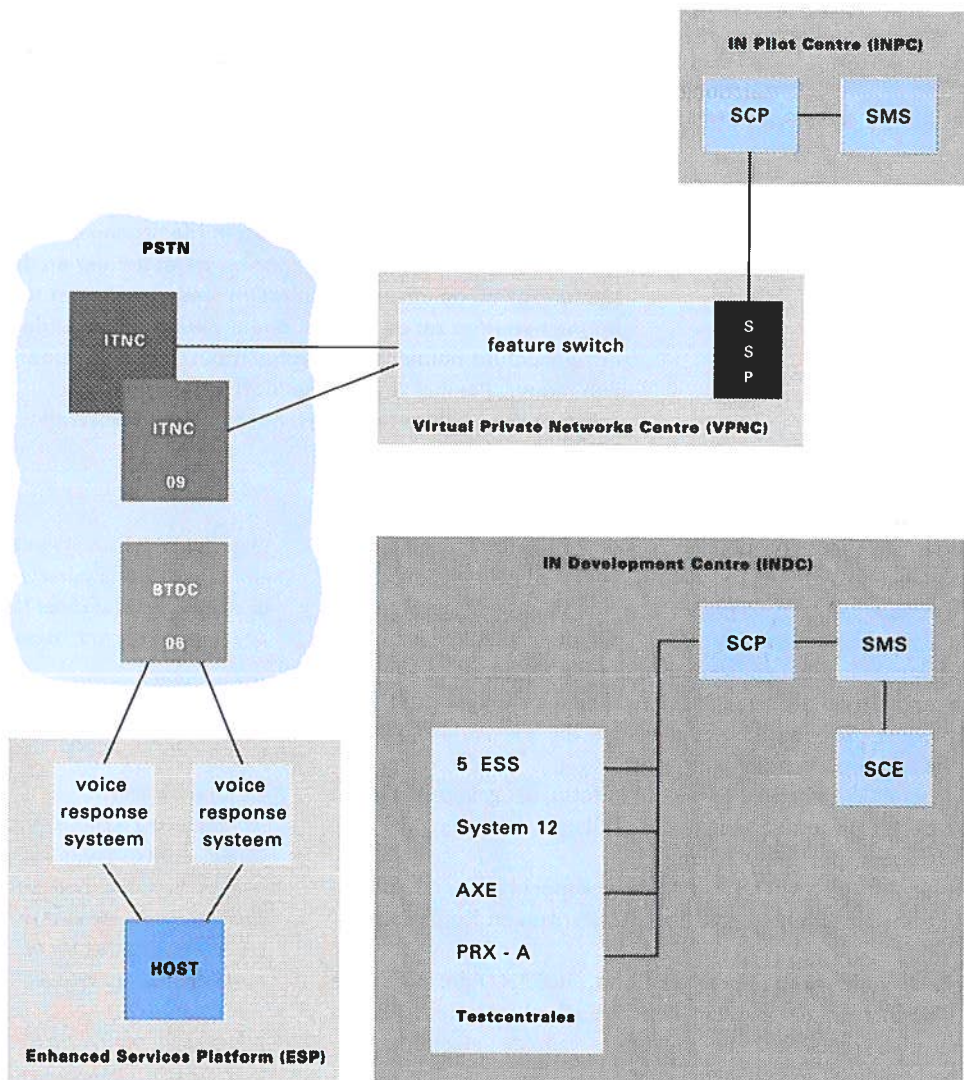 IN Pilot Centre (INPC)
SCP
SMS
PSTN
ITNC
ITNC
09
BTDC
06
feature switch
S
S
P
Virtual Private Networks Centre (VPNC)
voice
response
systeem
voice
response
systeem
HOST
Enhanced Services Platform (ESP)
IN Development Centre (INDC)
SCP
SMS
SCE
5 ESS
System 12
AXE
PRX - A
Testcentrales